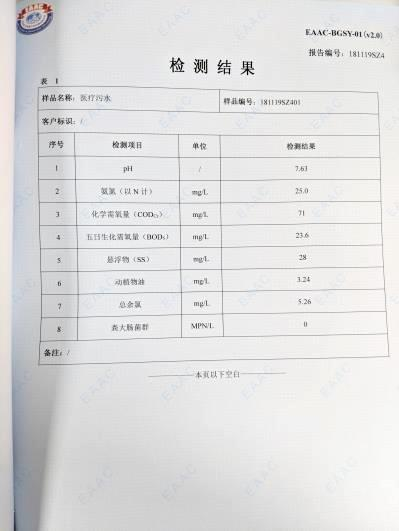 EAAC
EAAC-BGSY-01(v2.0)
报告编号：181119SZ4
检 测 结 果
表 1
样品名称：医疗污水 样品编号：181119SZ401
客户标识：/
序号 检测项目 单位 检测结果
1 pH / 7.63
2 氨氮（以 N 计） mg/L 25.0
3 化学需氧量（CODCr） mg/L 71
4 五日生化需氧量（BOD5） mg/L 23.6
5 悬浮物（SS） mg/L 28
6 动植物油 mg/L 3.24
7 总余氯 mg/L 5.26
8 粪大肠菌群 MPN/L 0
备注：/
本页以下空白